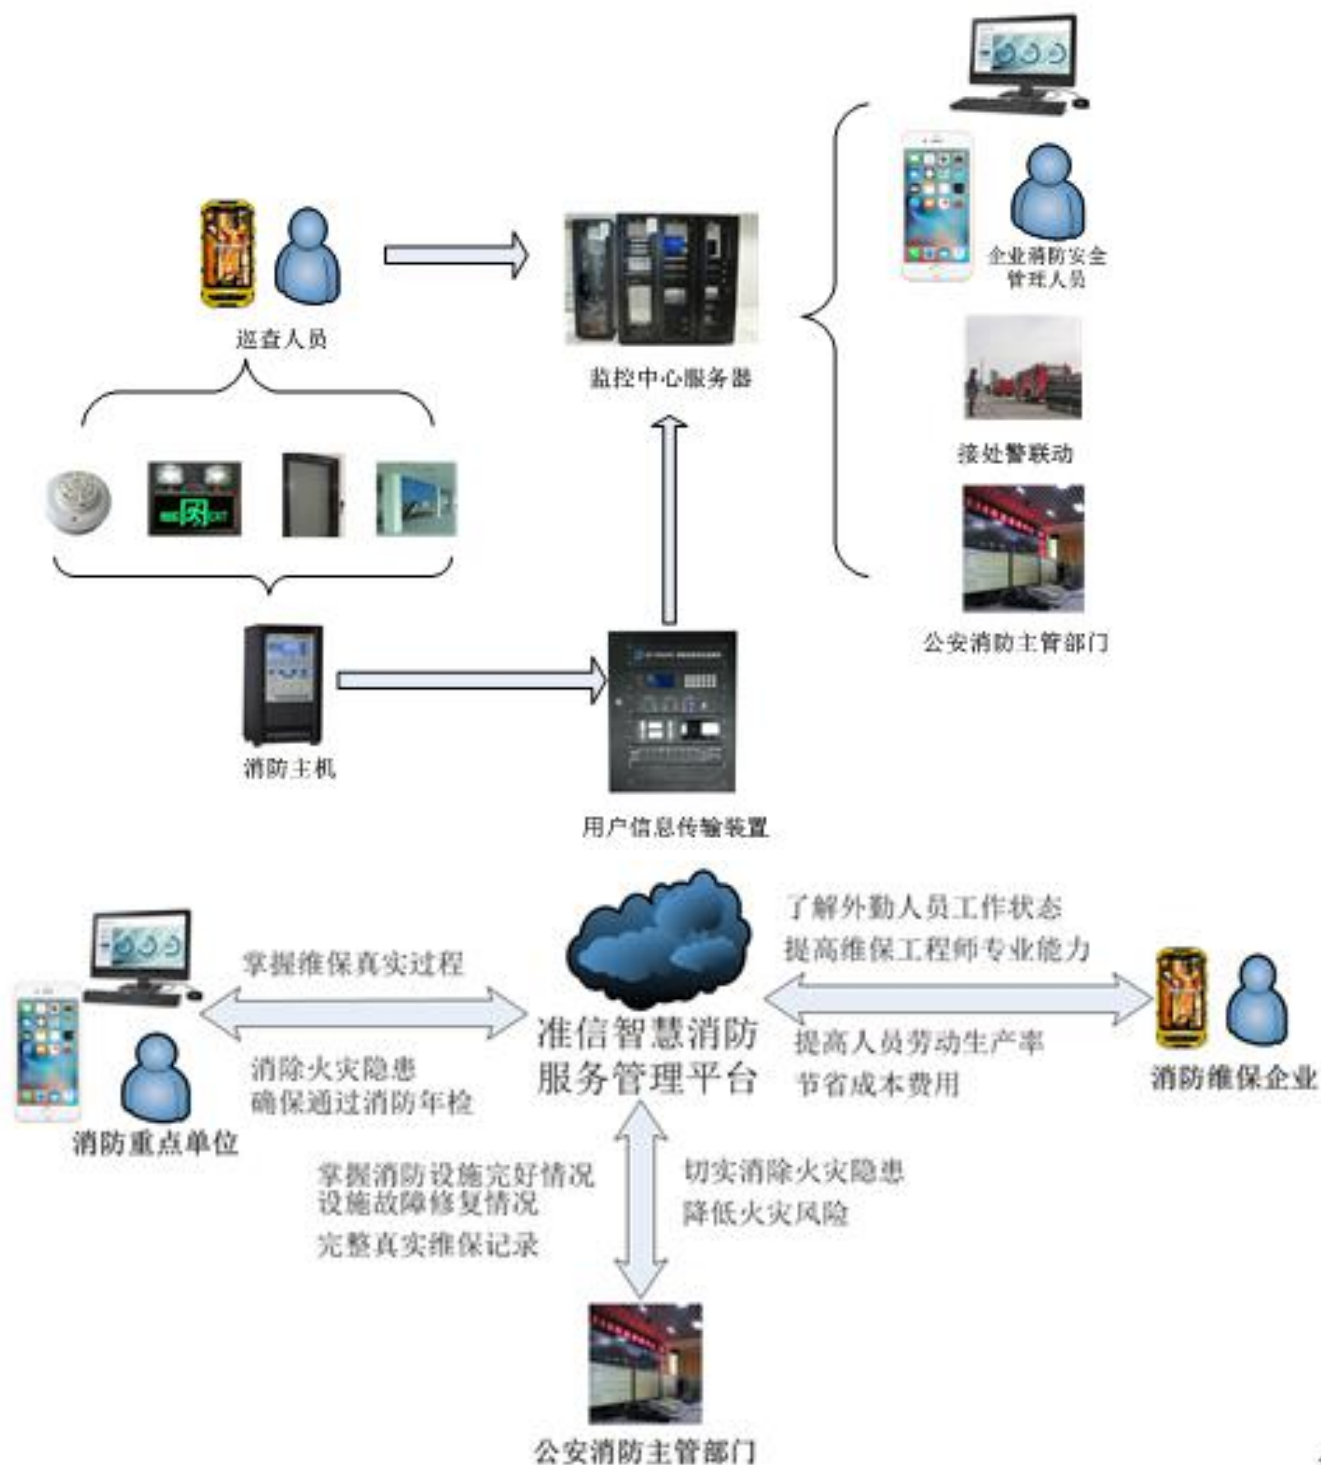 企业消防安全
管理人员
巡查人员
监控中心服务器
接处警联动
EXIT
公安消防主管部门
消防主机
用户信息传输装置
了解外勤人员工作状态
提高维保工程师专业能力
掌握维保真实过程
准信智慧消防
服务管理平台
提高人员劳动生产率
节省成本费用
消防维保企业
消除火灾隐患
确保通过消防年检
消防重点单位
掌握消防设施完好情况
设施故障修复情况
完整真实维保记录
切实消除火灾隐患
降低火灾风险
公安消防主管部门